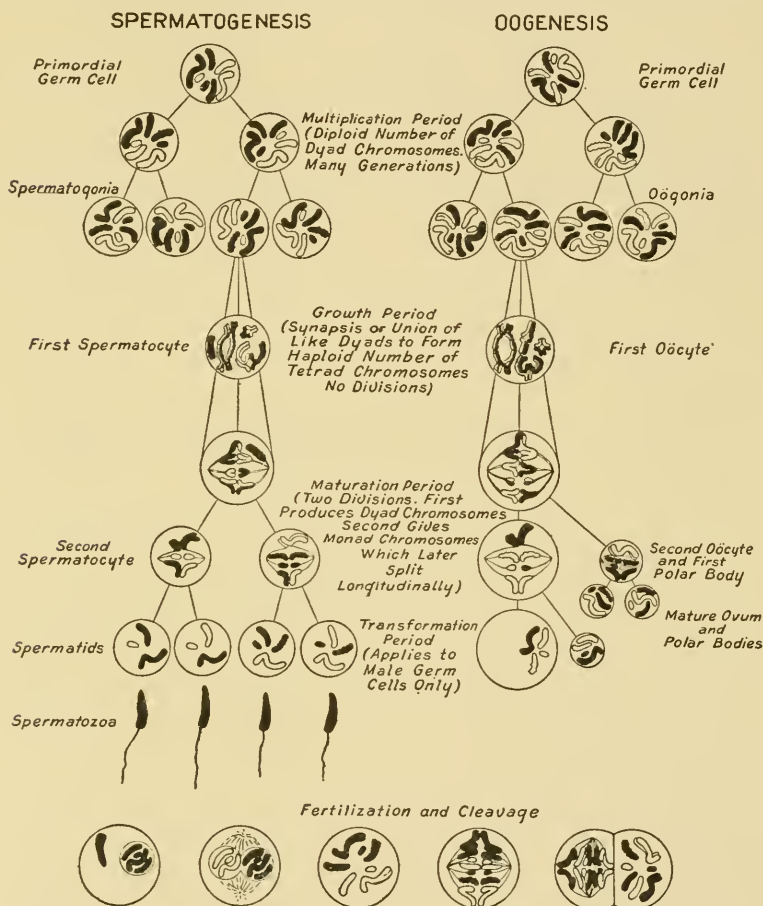 SPERMATOGENESIS
OOGENESIS
Primordial
Germ Cell
Primordial
Germ Cell
Multiplication Period
(Diploid Number of
Dyad Chromosomes.
Many Generations)
Spermatogonia
Oögonia
Growth Period
(Synapsis or Union of
Like Dyads to Form
Haploid Number of
Tetrad Chromosomes
No Divisions)
First Spermatocyte
First Oöcyte
Maturation Period
(Two Divisions. First
Produces Dyad Chromosomes
Second Gives
Monad Chromosomes
Which Later
Split
Longitudinally)
Second
Spermatocyte
Second Oöcyte
and First
Polar Body
Mature Ovum
and
Polar Bodies
Spermatids
Transformation
Period
(Applies to
Male Germ
Cells Only)
Spermatozoa
Fertilization and Cleavage